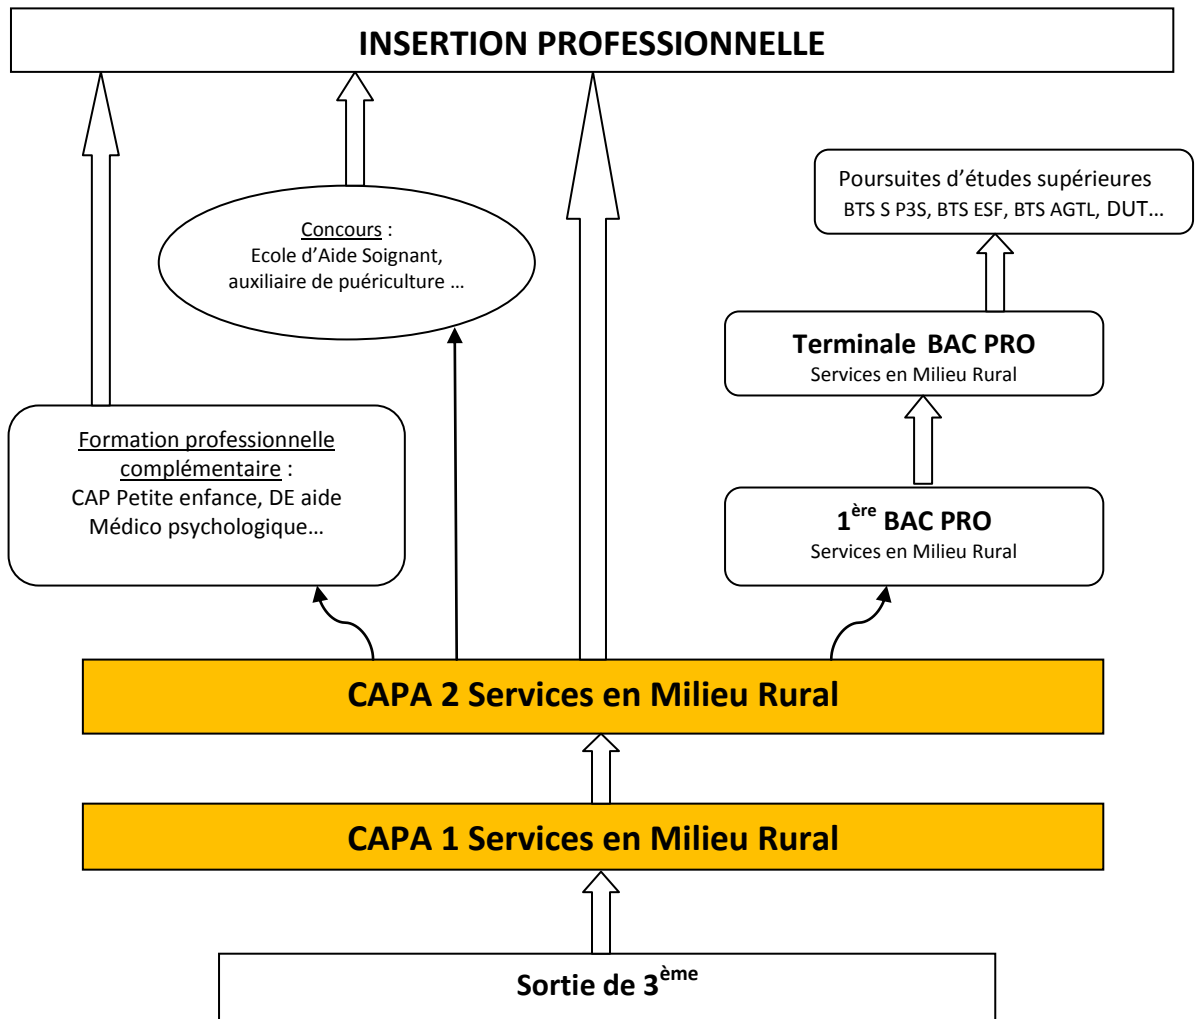 INSERTION PROFESSIONNELLE
Poursuites d'études supérieures
BTS S P3S, BTS ESF, BTS AGTL, DUT…
Concours :
Ecole d'Aide Soignant,
auxiliaire de puériculture …
Terminale BAC PRO
Services en Milieu Rural
Formation professionnelle
complémentaire :
CAP Petite enfance, DE aide
Médico psychologique…
1ère BAC PRO
Services en Milieu Rural
CAPA 2 Services en Milieu Rural
CAPA 1 Services en Milieu Rural
Sortie de 3ème